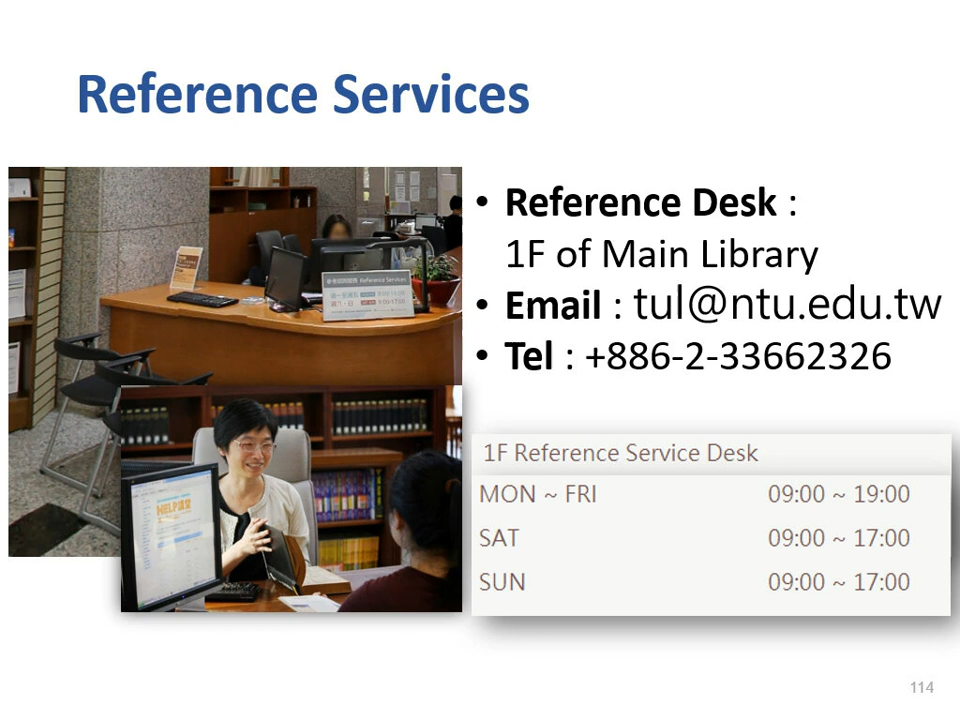 Reference Services
• Reference Desk :
1F of Main Library
• Email : tul@ntu.edu.tw
• Tel : +886-2-33662326
Reference Services
HELP
1F Reference Service Desk
MON ~ FRI 09:00 ~ 19:00
SAT 09:00 ~ 17:00
SUN 09:00 ~ 17:00
114